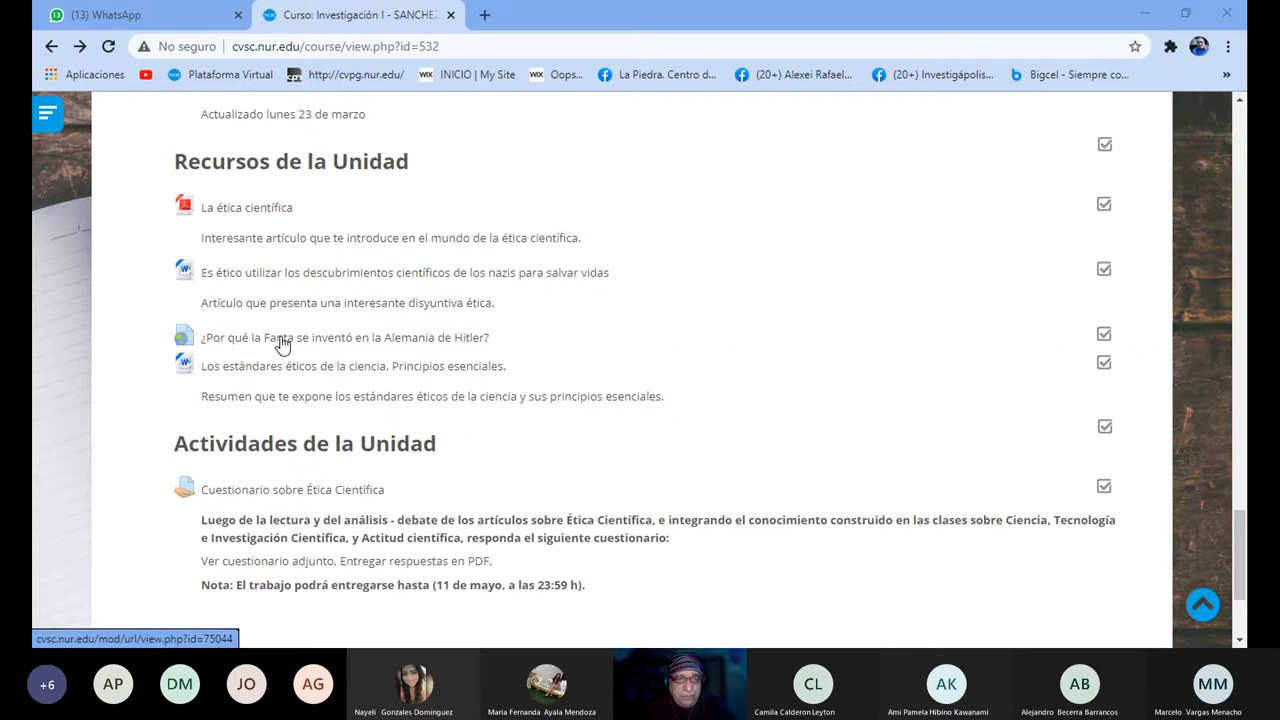 (13) WhatsApp
Curso: Investigación I - SANCHEZ
No seguro
cvsc.nur.edu/course/view.php?id=532
Aplicaciones
Plataforma Virtual
http://cvpg.nur.edu/
WIX
INICIO | My Site
WIX
Oops...
La Piedra. Centro d...
(20+) Alexei Rafael...
(20+) Investigápolis...
Bigcel - Siempre co...
»
Actualizado lunes 23 de marzo
Recursos de la Unidad
La ética científica
Interesante artículo que te introduce en el mundo de la ética científica.
Es ético utilizar los descubrimientos científicos de los nazis para salvar vidas
Artículo que presenta una interesante disyuntiva ética.
¿Por qué la Fanta se inventó en la Alemania de Hitler?
Los estándares éticos de la ciencia. Principios esenciales.
Resumen que te expone los estándares éticos de la ciencia y sus principios esenciales.
Actividades de la Unidad
Cuestionario sobre Ética Científica
Luego de la lectura y del análisis - debate de los artículos sobre Ética Científica, e integrando el conocimiento construido en las clases sobre Ciencia, Tecnología
e Investigación Científica, y Actitud científica, responda el siguiente cuestionario:
Ver cuestionario adjunto. Entregar respuestas en PDF.
Nota: El trabajo podrá entregarse hasta (11 de mayo, a las 23:59 h).
cvsc.nur.edu/mod/url/view.php?id=75044
+6
AP
DM
JO
AG
CL
AK
AB
MM
Nayeli Gonzales Dominguez
Maria Fernanda Ayala Mendoza
Camila Calderon Leyton
Ami Pamela Hibino Kawanami
Alejandro Becerra Barrancos
Marcelo Vargas Menacho